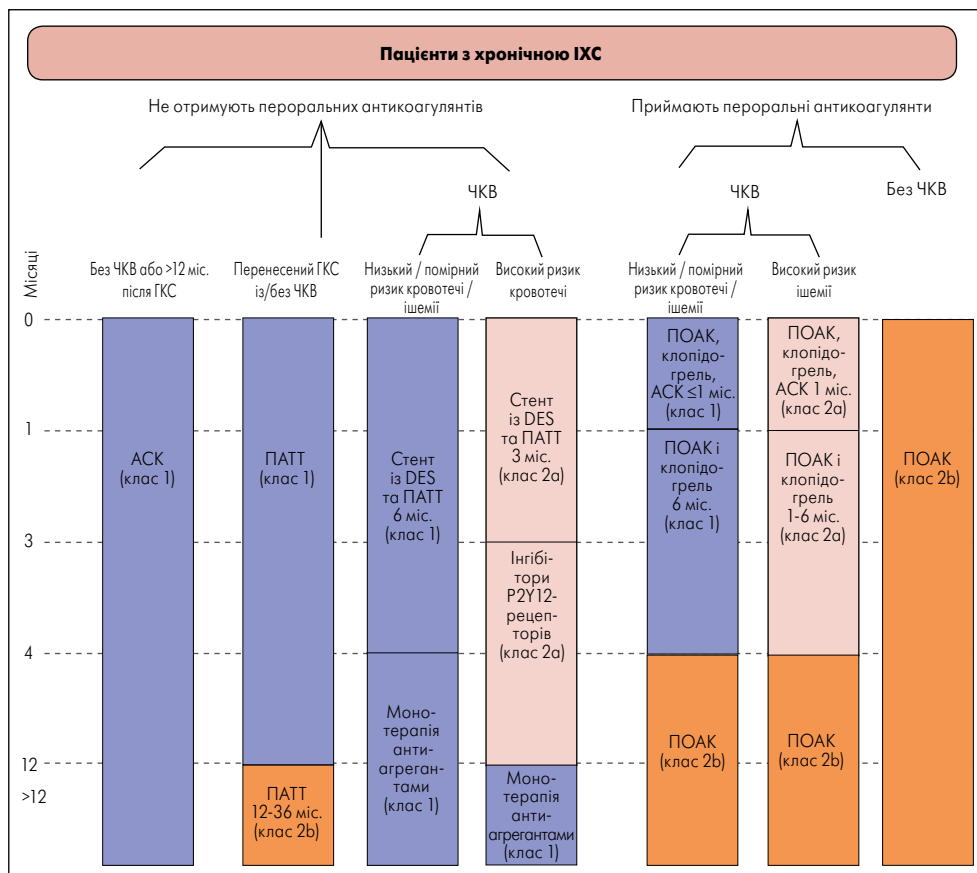 Пацієнти з хронічною ІХС
Не отримують пероральних антикоагулянтів
Приймають пероральні антикоагулянти
ЧКВ
ЧКВ
Без ЧКВ
Місяці
Без ЧКВ або >12 міс.
після ГКС
Перенесений ГКС
із/без ЧКВ
Низький / помірний
ризик кровотечі /
ішемії
Високий ризик
кровотечі
Низький / помірний
ризик кровотечі /
ішемії
Високий ризик
ішемії
0
1
3
4
12
>12
АСК
(клас 1)
ПАТТ
(клас 1)
ПАТТ
12-36 міс.
(клас 2b)
Стент
із DES
та ПАТТ
6 міс.
(клас 1)
Моно-
терапія
анти-
агреган-
тами
(клас 1)
Стент
із DES
та ПАТТ
3 міс.
(клас 2a)
Інгібі-
тори
P2Y12-
рецеп-
торів
(клас 2a)
Моно-
терапія
анти-
агрегантами
(клас 1)
ПОАК,
клопідо-
грель,
АСК ≤1 міс.
(клас 1)
ПОАК і
клопідо-
грель
6 міс.
(клас 1)
ПОАК
(клас 2b)
ПОАК,
клопідо-
грель,
АСК 1 міс.
(клас 2a)
ПОАК і
клопідо-
грель
1-6 міс.
(клас 2a)
ПОАК
(клас 2b)
ПОАК
(клас 2b)